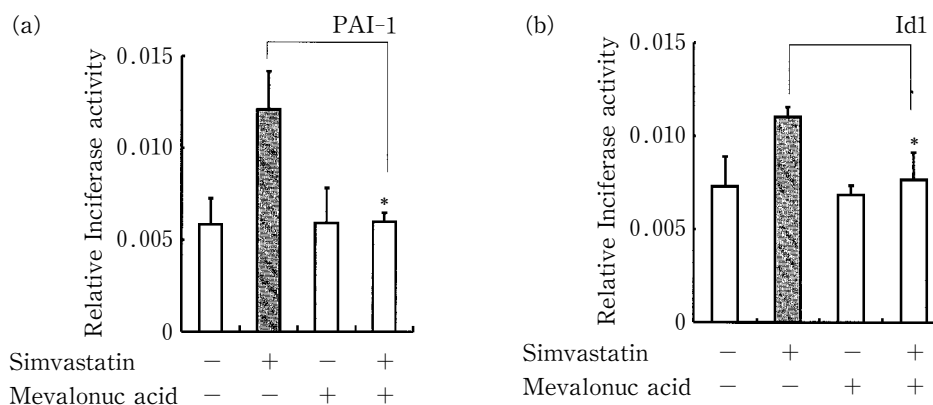 (a)
PAI-1
Relative Inciferase activity
0.015
0.010
0.005
0
*
Simvastatin − + − +
Mevalonuc acid − − + +
(b)
Id1
Relative Inciferase activity
0.015
0.010
0.005
0
*
Simvastatin − + − +
Mevalonuc acid − − + +